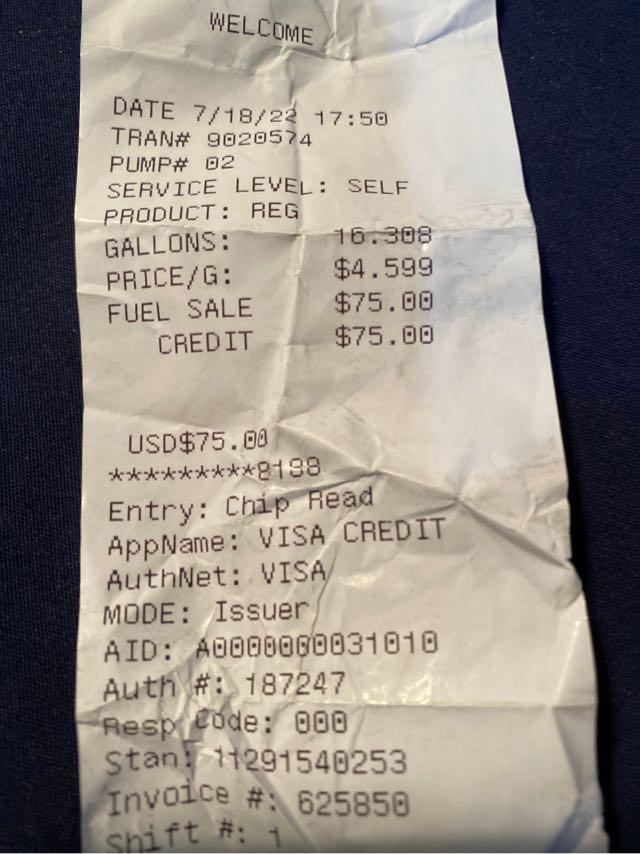 WELCOME
DATE 7/18/22 17:50
TRAN# 9020574
PUMP# 02
SERVICE LEVEL: SELF
PRODUCT: REG
GALLONS: 16.308
PRICE/G: $4.599
FUEL SALE $75.00
CREDIT $75.00
USD$75.00
*********8188
Entry: Chip Read
AppName: VISA CREDIT
AuthNet: VISA
MODE: Issuer
AID: A0000000031010
Auth #: 187247
Resp Code: 000
Stan: 11291540253
Invoice #: 625850
Shift #: 1